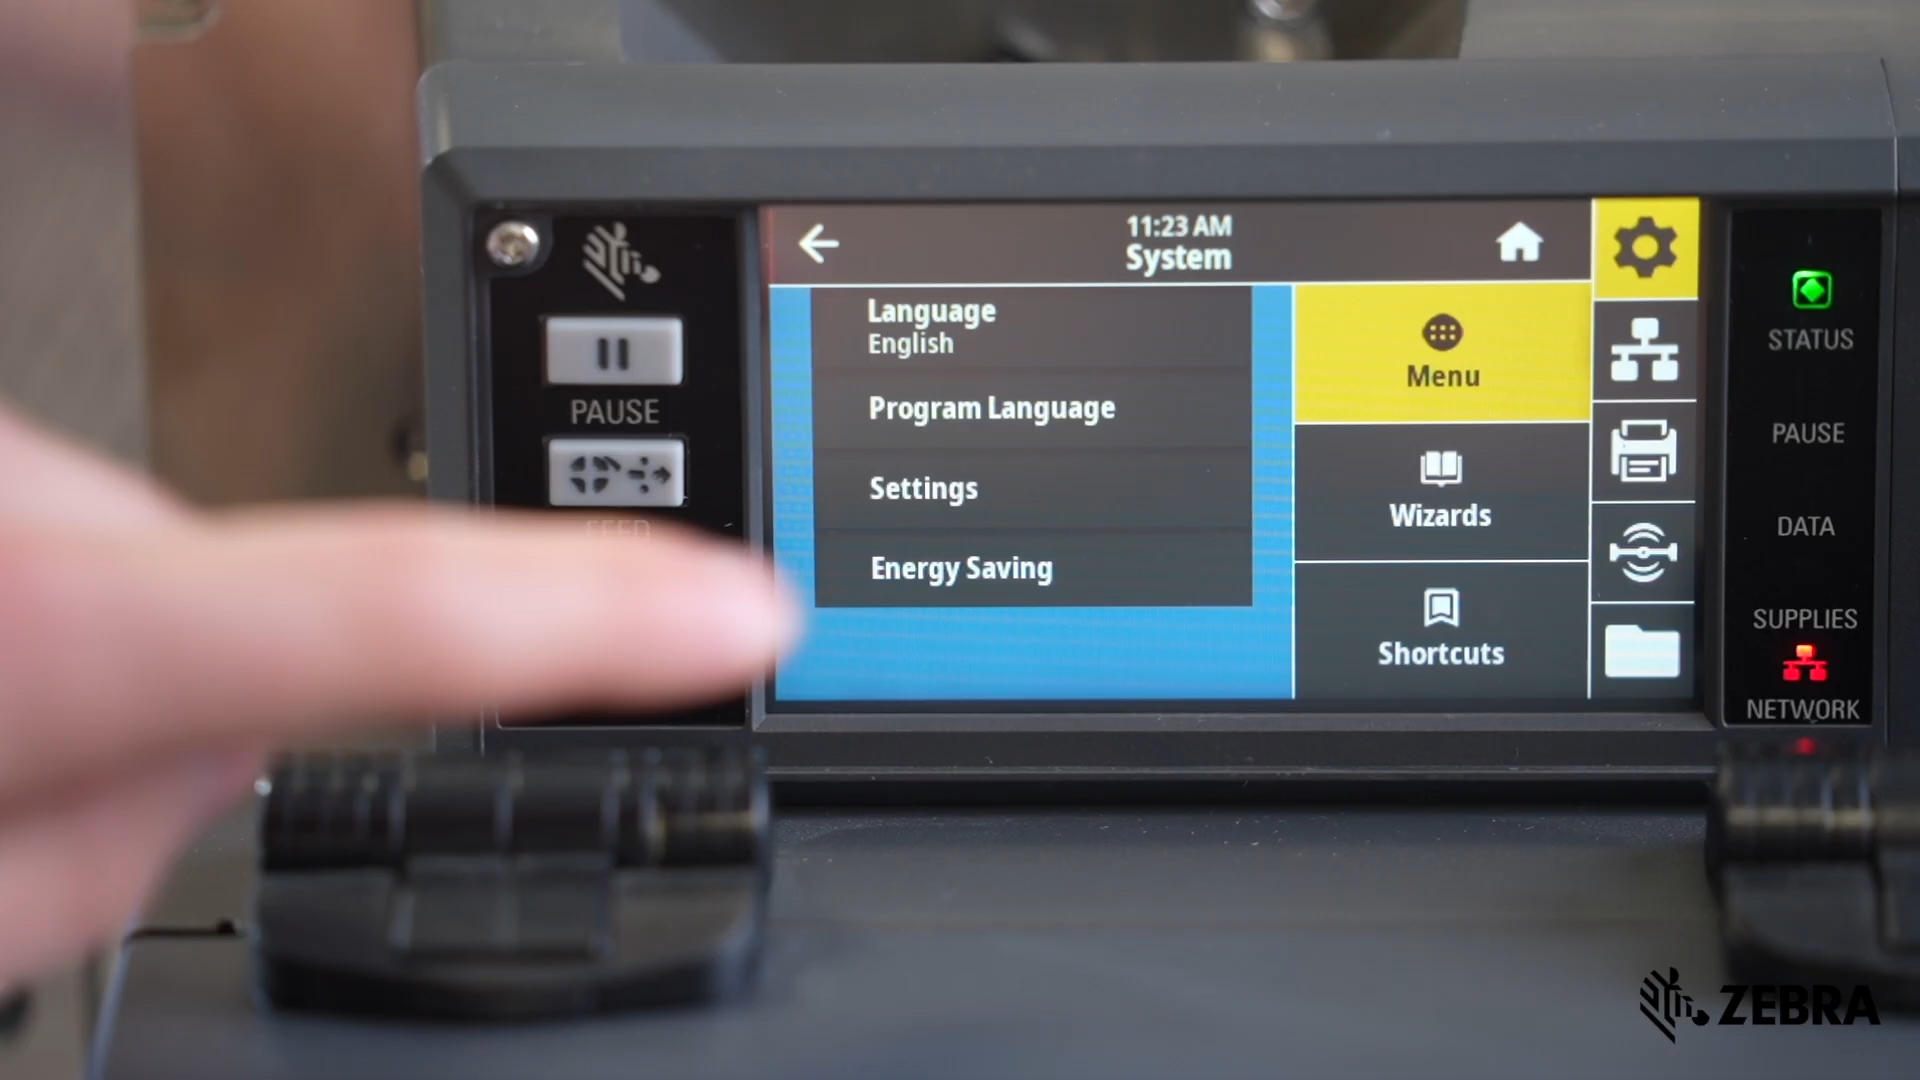 11:23 AM
System
Language
English
Program Language
Settings
Energy Saving
Menu
Wizards
Shortcuts
PAUSE
FEED
STATUS
PAUSE
DATA
SUPPLIES
NETWORK
ZEBRA